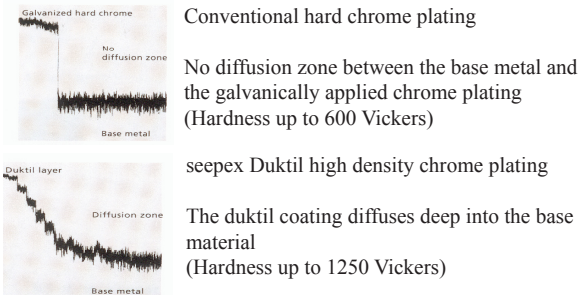 Galvanized hard chrome
No
diffusion zone
Base metal
Conventional hard chrome plating
No diffusion zone between the base metal and
the galvanically applied chrome plating
(Hardness up to 600 Vickers)
Duktil layer
Diffusion zone
Base metal
seepex Duktil high density chrome plating
The duktil coating diffuses deep into the base
material
(Hardness up to 1250 Vickers)